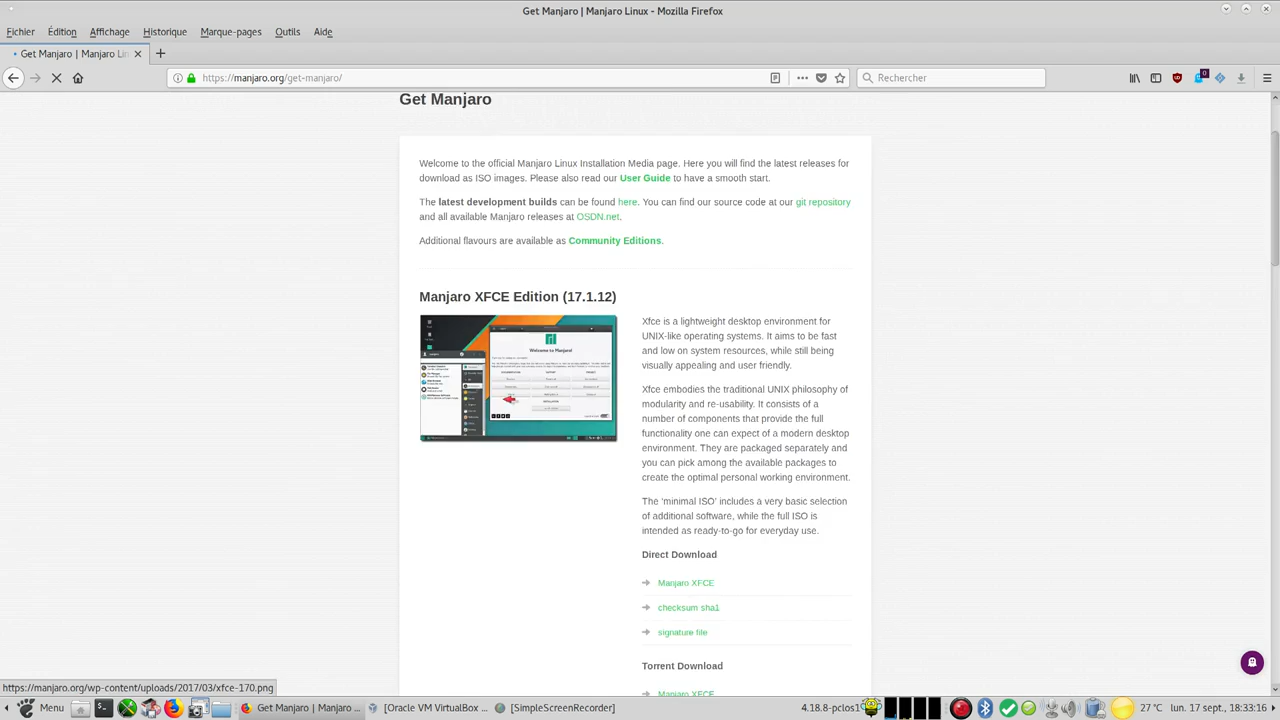 Get Manjaro | Manjaro Linux - Mozilla Firefox
Fichier Édition Affichage Historique Marque-pages Outils Aide
Get Manjaro | Manjaro Lin
https://manjaro.org/get-manjaro/
Rechercher
0
Get Manjaro
Welcome to the official Manjaro Linux Installation Media page. Here you will find the latest releases for
download as ISO images. Please also read our User Guide to have a smooth start.
The latest development builds can be found here. You can find our source code at our git repository
and all available Manjaro releases at OSDN.net.
Additional flavours are available as Community Editions.
Manjaro XFCE Edition (17.1.12)
Welcome to Manjaro!
Xfce is a lightweight desktop environment for
UNIX-like operating systems. It aims to be fast
and low on system resources, while still being
visually appealing and user friendly.
Xfce embodies the traditional UNIX philosophy of
modularity and re-usability. It consists of a
number of components that provide the full
functionality one can expect of a modern desktop
environment. They are packaged separately and
you can pick among the available packages to
create the optimal personal working environment.
The ‘minimal ISO’ includes a very basic selection
of additional software, while the full ISO is
intended as ready-to-go for everyday use.
Direct Download
Manjaro XFCE
checksum sha1
signature file
Torrent Download
Manjaro XFCE
https://manjaro.org/wp-content/uploads/2017/03/xfce-170.png
Menu Get Manjaro | Manjaro ... [Oracle VM VirtualBox ... [SimpleScreenRecorder] 4.18.8-pclos1 27 °C lun. 17 sept., 18:33:16